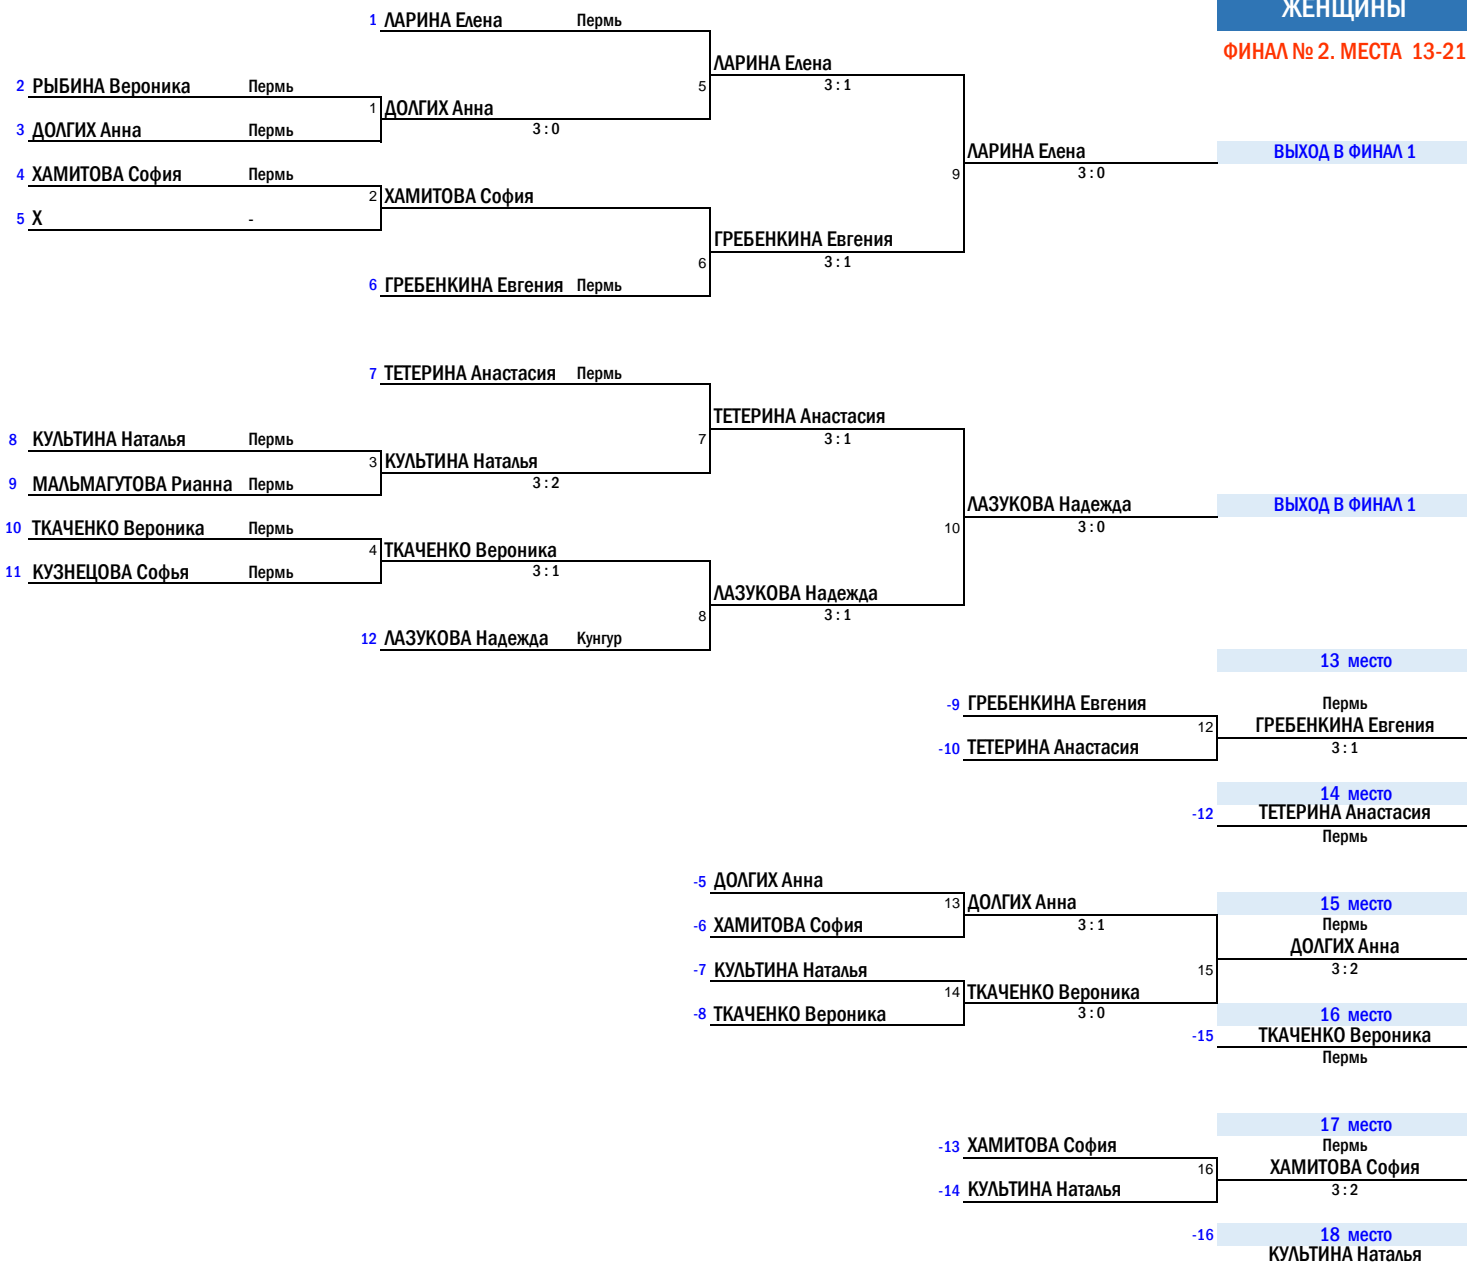 ЖЕНЩИНЫ
ФИНАЛ № 2. МЕСТА 13-21
1 ЛАРИНА Елена Пермь
ЛАРИНА Елена
2 РЫБИНА Вероника Пермь
5 3 : 1
1 ДОЛГИХ Анна
3 ДОЛГИХ Анна Пермь
3 : 0
ЛАРИНА Елена ВЫХОД В ФИНАЛ 1
4 ХАМИТОВА София Пермь
9 3 : 0
2 ХАМИТОВА София
5 Х -
ГРЕБЕНКИНА Евгения
6 3 : 1
6 ГРЕБЕНКИНА Евгения Пермь
7 ТЕТЕРИНА Анастасия Пермь
ТЕТЕРИНА Анастасия
8 КУЛЬТИНА Наталья Пермь
7 3 : 1
3 КУЛЬТИНА Наталья
9 МАЛЬМАГУТОВА Рианна Пермь
3 : 2
ЛАЗУКОВА Надежда ВЫХОД В ФИНАЛ 1
10 ТКАЧЕНКО Вероника Пермь
10 3 : 0
4 ТКАЧЕНКО Вероника
11 КУЗНЕЦОВА Софья Пермь
3 : 1
ЛАЗУКОВА Надежда
8 3 : 1
12 ЛАЗУКОВА Надежда Кунгур
13 место
-9 ГРЕБЕНКИНА Евгения Пермь
12 ГРЕБЕНКИНА Евгения
-10 ТЕТЕРИНА Анастасия 3 : 1
14 место
-12 ТЕТЕРИНА Анастасия
Пермь
-5 ДОЛГИХ Анна
13 ДОЛГИХ Анна 15 место
-6 ХАМИТОВА София 3 : 1 Пермь
ДОЛГИХ Анна
-7 КУЛЬТИНА Наталья 15 3 : 2
14 ТКАЧЕНКО Вероника
-8 ТКАЧЕНКО Вероника 3 : 0 16 место
-15 ТКАЧЕНКО Вероника
Пермь
17 место
-13 ХАМИТОВА София Пермь
16 ХАМИТОВА София
-14 КУЛЬТИНА Наталья 3 : 2
-16 18 место
КУЛЬТИНА Наталья